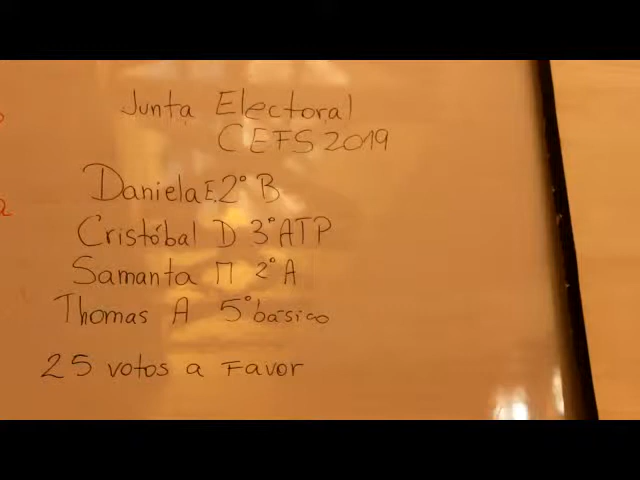 Junta Electoral
CEFS 2019
Daniela E. 2° B
Cristóbal D 3° ATP
Samanta M 2° A
Thomas A 5° básico
25 votos a Favor